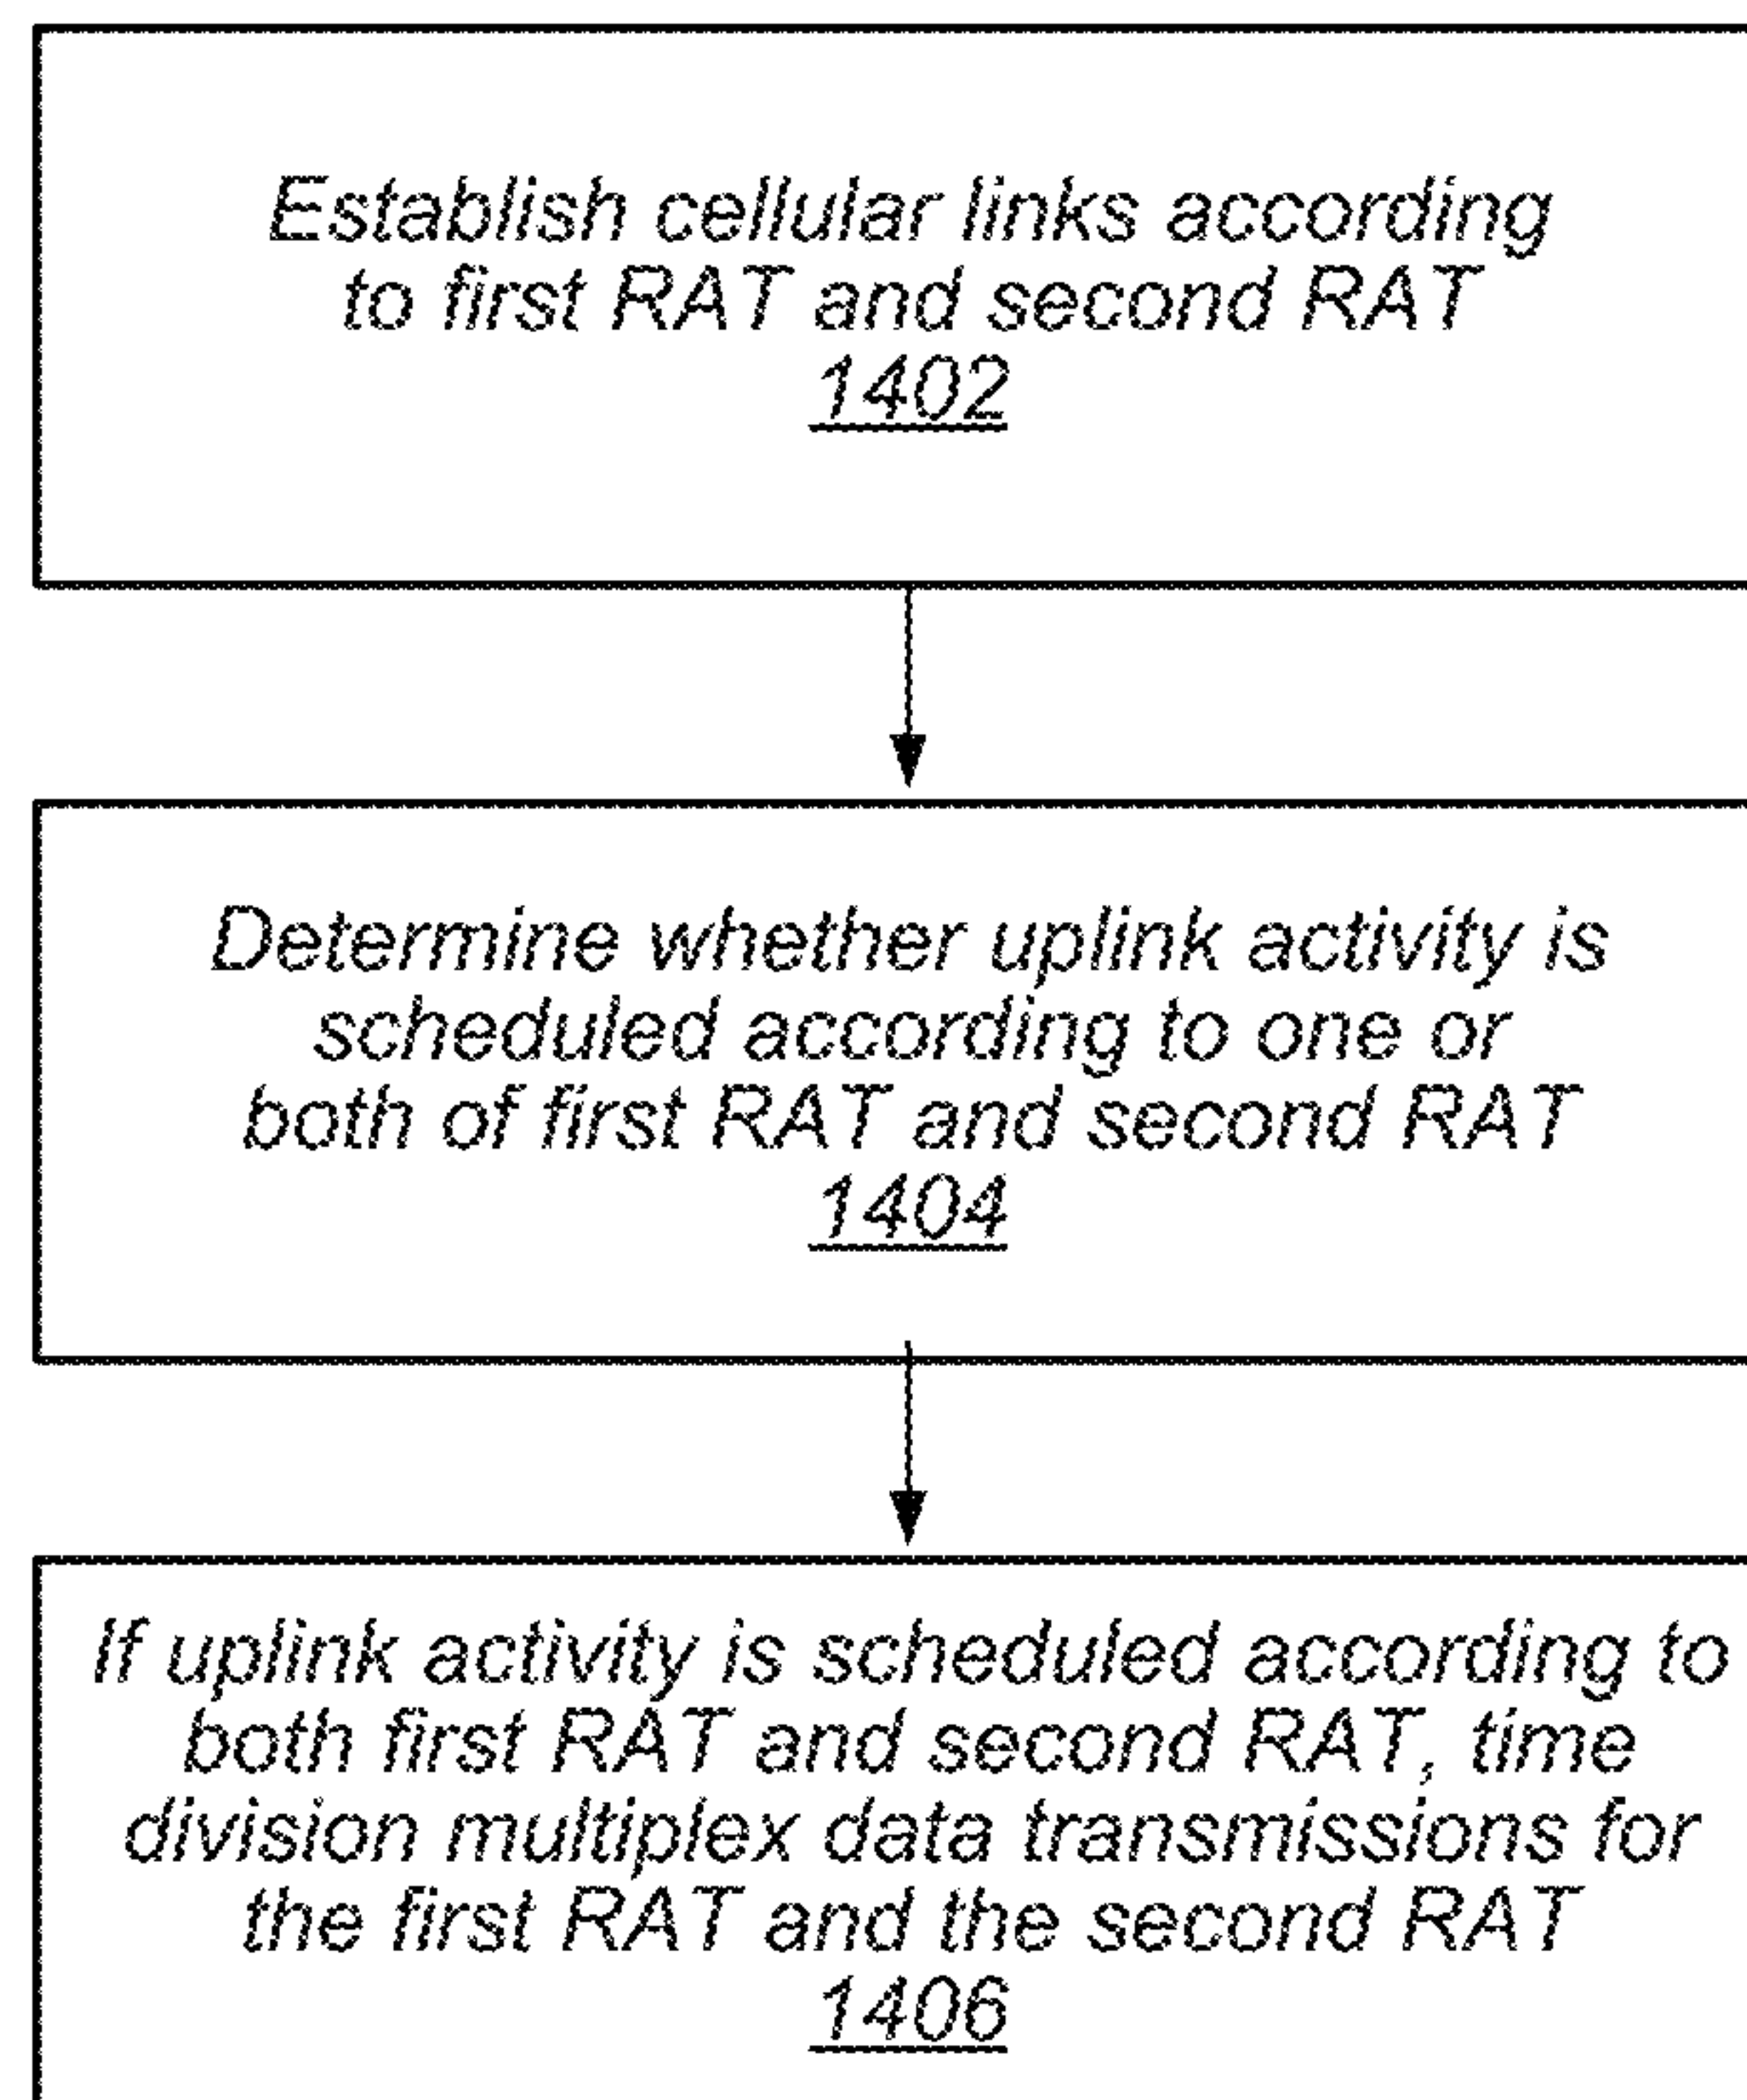 Establish cellular links according
to first RAT and second RAT
1402
Determine whether uplink activity is
scheduled according to one or
both of first RAT and second RAT
1404
If uplink activity is scheduled according to
both first RAT and second RAT, time
division multiplex data transmissions for
the first RAT and the second RAT
1406